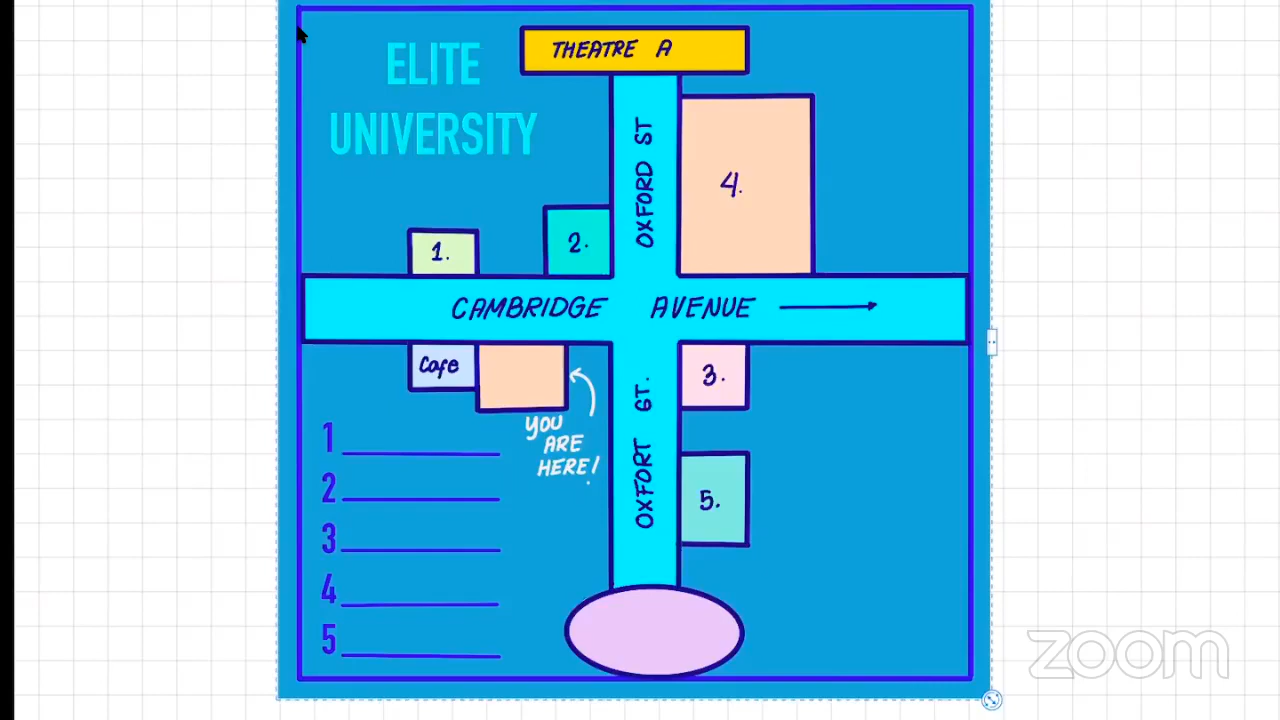 ELITE
UNIVERSITY
THEATRE A
OXFORD ST
4.
1.
2.
CAMBRIDGE AVENUE
Cafe
3.
YOU
ARE
HERE!
OXFORT ST.
5.
1
2
3
4
5
zoom